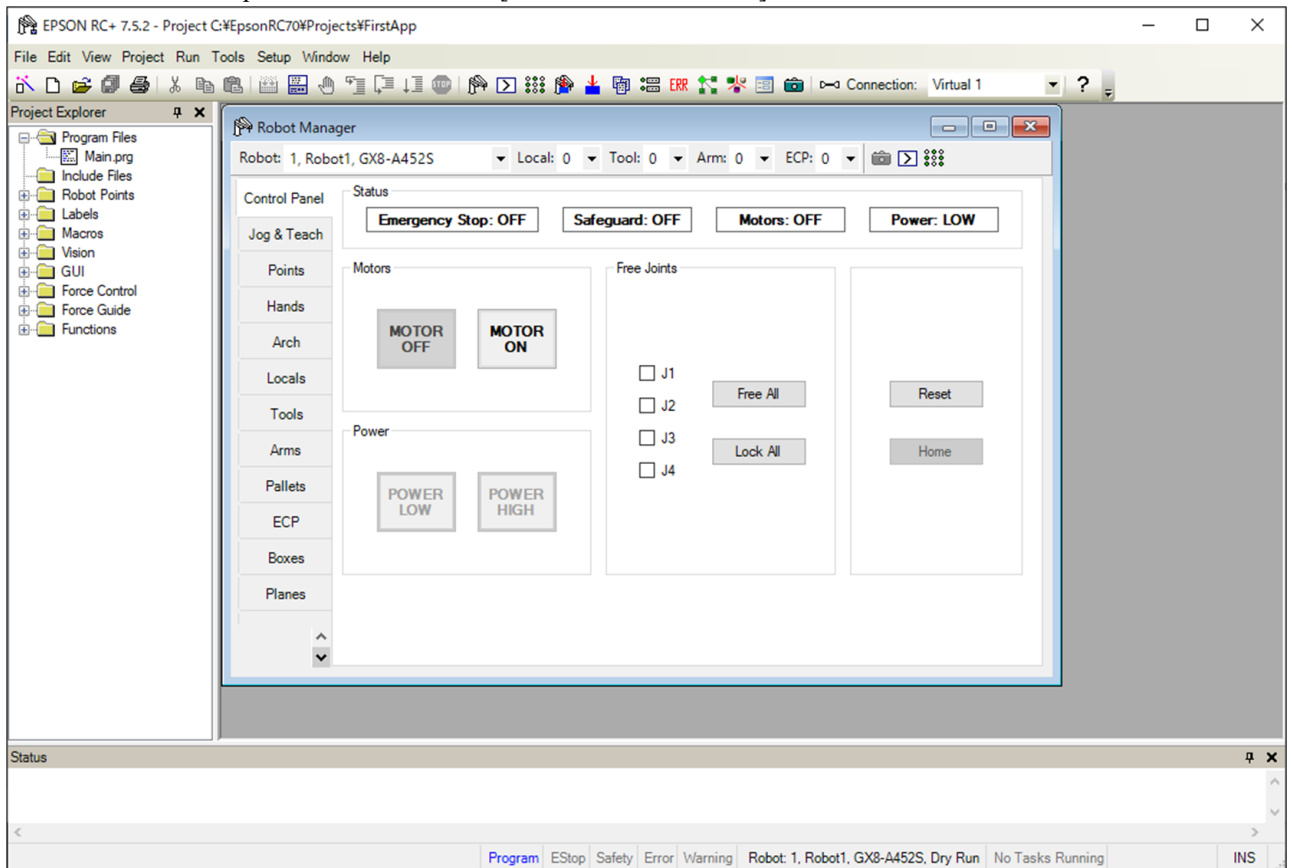 EPSON RC+ 7.5.2 - Project C:¥EpsonRC70¥Projects¥FirstApp
File Edit View Project Run Tools Setup Window Help
ERR Connection: Virtual 1 ?
Project Explorer
Program Files
Main.prg
Include Files
Robot Points
Labels
Macros
Vision
GUI
Force Control
Force Guide
Functions
Robot Manager
Robot: 1, Robot1, GX8-A452S Local: 0 Tool: 0 Arm: 0 ECP: 0
Control Panel
Jog & Teach
Points
Hands
Arch
Locals
Tools
Arms
Pallets
ECP
Boxes
Planes
Status
Emergency Stop: OFF Safeguard: OFF Motors: OFF Power: LOW
Motors
MOTOR OFF
MOTOR ON
Power
POWER LOW
POWER HIGH
Free Joints
J1
J2
J3
J4
Free All
Lock All
Reset
Home
Status
Program EStop Safety Error Warning Robot: 1, Robot1, GX8-A452S, Dry Run No Tasks Running INS